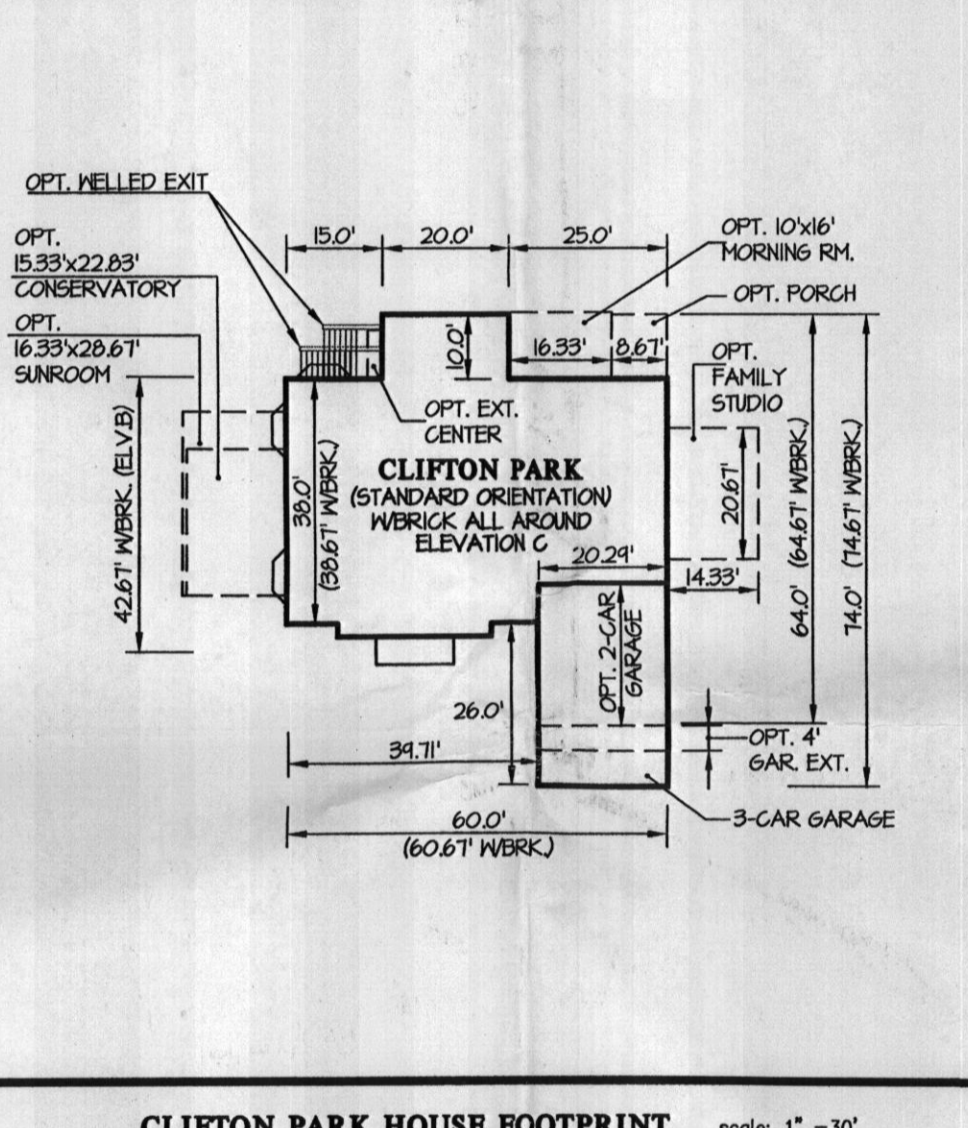 OPT. WELLED EXIT
OPT.
15.33'x22.83'
CONSERVATORY
OPT.
16.33'x28.67'
SUNROOM
15.0'
20.0'
25.0'
OPT. 10'x16'
MORNING RM.
OPT. PORCH
10.0'
16.33'
8.67'
OPT.
FAMILY
STUDIO
OPT. EXT.
CENTER
42.67' W/BRK. (ELV.B)
38.0'
(38.67' W/BRK.)
CLIFTON PARK
(STANDARD ORIENTATION)
W/BRICK ALL AROUND
ELEVATION C
20.29'
20.67'
14.33'
64.0' (64.67' W/BRK.)
74.0' (74.67' W/BRK.)
OPT. 2-CAR
GARAGE
26.0'
39.71'
OPT. 4'
GAR. EXT.
3-CAR GARAGE
60.0'
(60.67' W/BRK.)
CLIFTON PARK HOUSE FOOTPRINT scale: 1" =30'